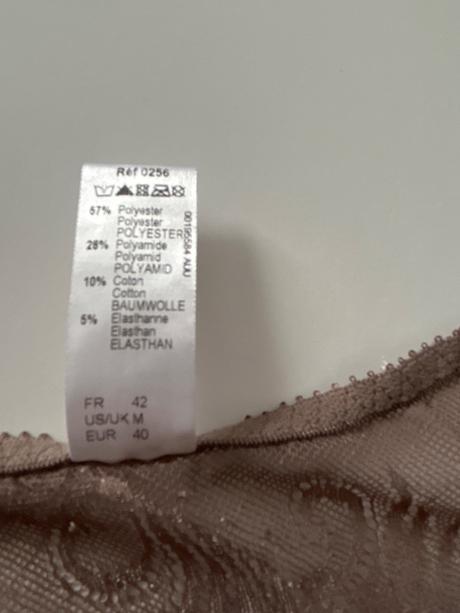 Réf 0256
57% Polyester
Polyester
POLYESTER
28% Polyamide
Polyamid
POLYAMID
10% Coton
Cotton
BAUMWOLLE
5% Elasthanne
Elasthan
ELASTHAN
FR 42
US/UK M
EUR 40